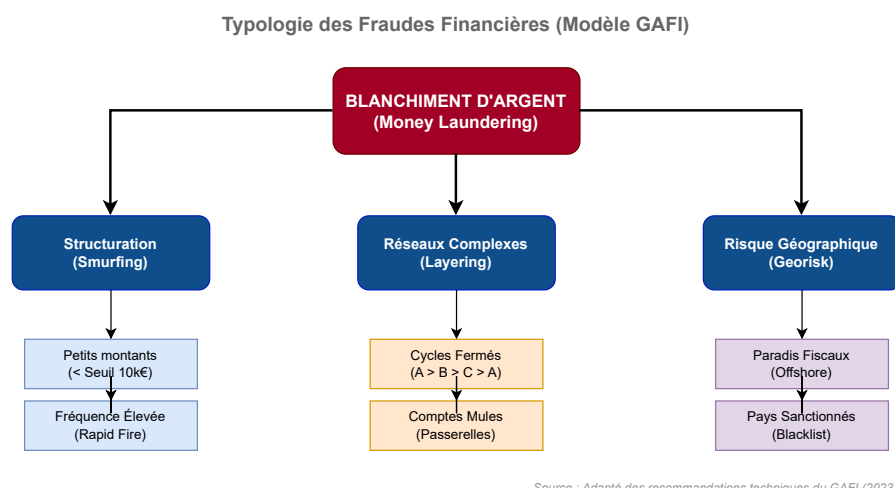 Typologie des Fraudes Financières (Modèle GAFI)
BLANCHIMENT D'ARGENT
(Money Laundering)
Structuration
(Smurfing)
Réseaux Complexes
(Layering)
Risque Géographique
(Georisk)
Petits montants
(< Seuil 10k€)
Cycles Fermés
(A > B > C > A)
Paradis Fiscaux
(Offshore)
Fréquence Élevée
(Rapid Fire)
Comptes Mules
(Passerelles)
Pays Sanctionnés
(Blacklist)
Source : Adapté des recommandations techniques du GAFI (2023